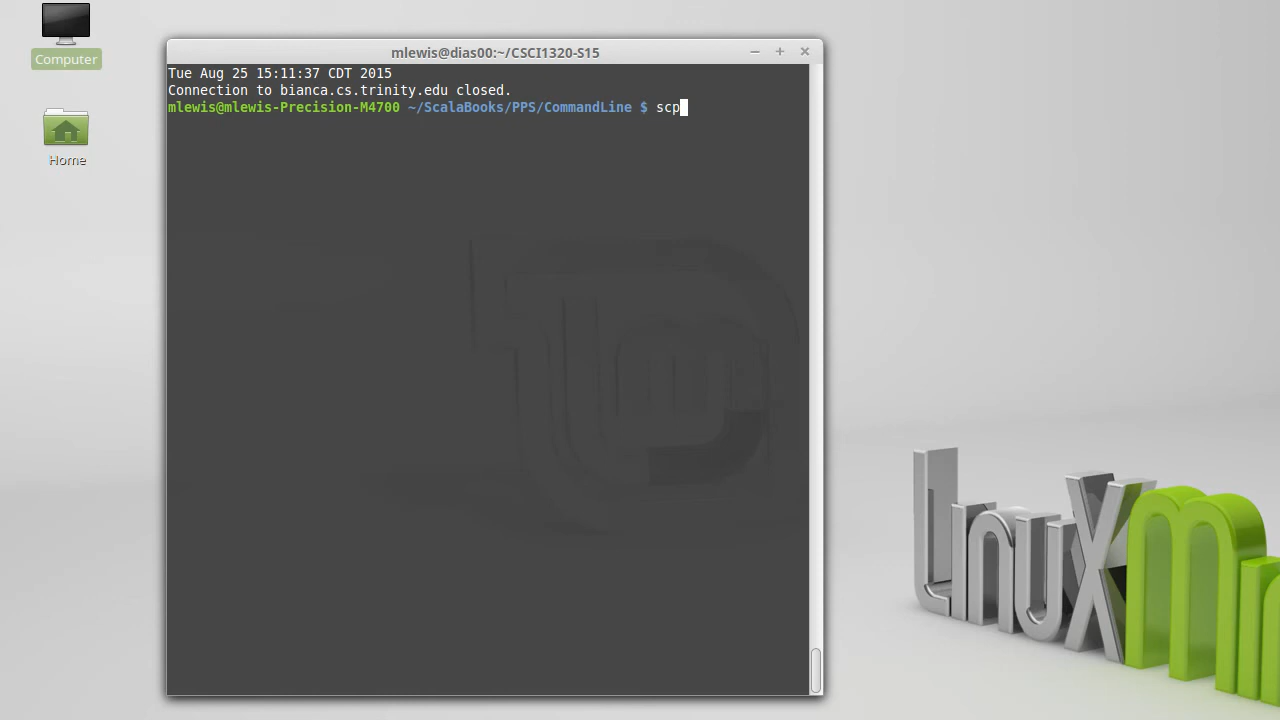 Computer
Home
mlewis@dias00:~/CSCI1320-S15
Tue Aug 25 15:11:37 CDT 2015
Connection to bianca.cs.trinity.edu closed.
mlewis@mlewis-Precision-M4700 ~/ScalaBooks/PPS/CommandLine $ scp
LinuxMin